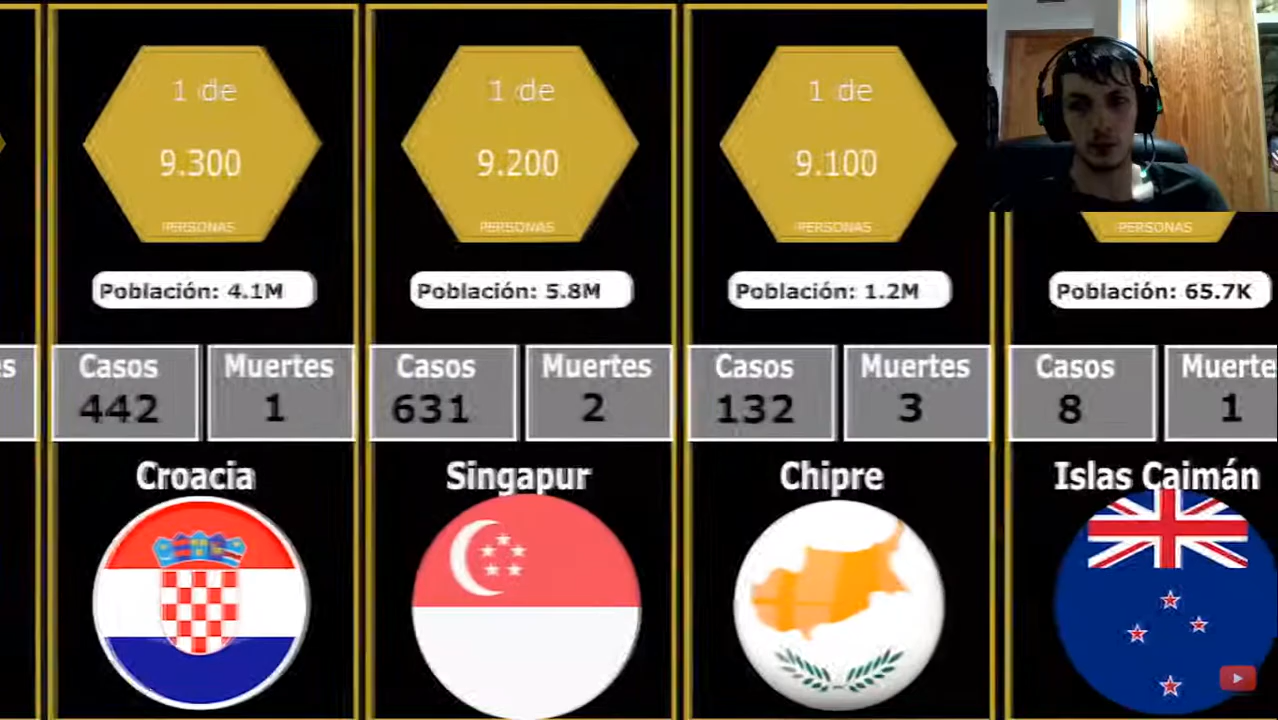 1 de
9.300
PERSONAS
Población: 4.1M
Casos
442
Muertes
1
Croacia
1 de
9.200
PERSONAS
Población: 5.8M
Casos
631
Muertes
2
Singapur
1 de
9.100
PERSONAS
Población: 1.2M
Casos
132
Muertes
3
Chipre
PERSONAS
Población: 65.7K
Casos
8
Muerte
1
Islas Caimán